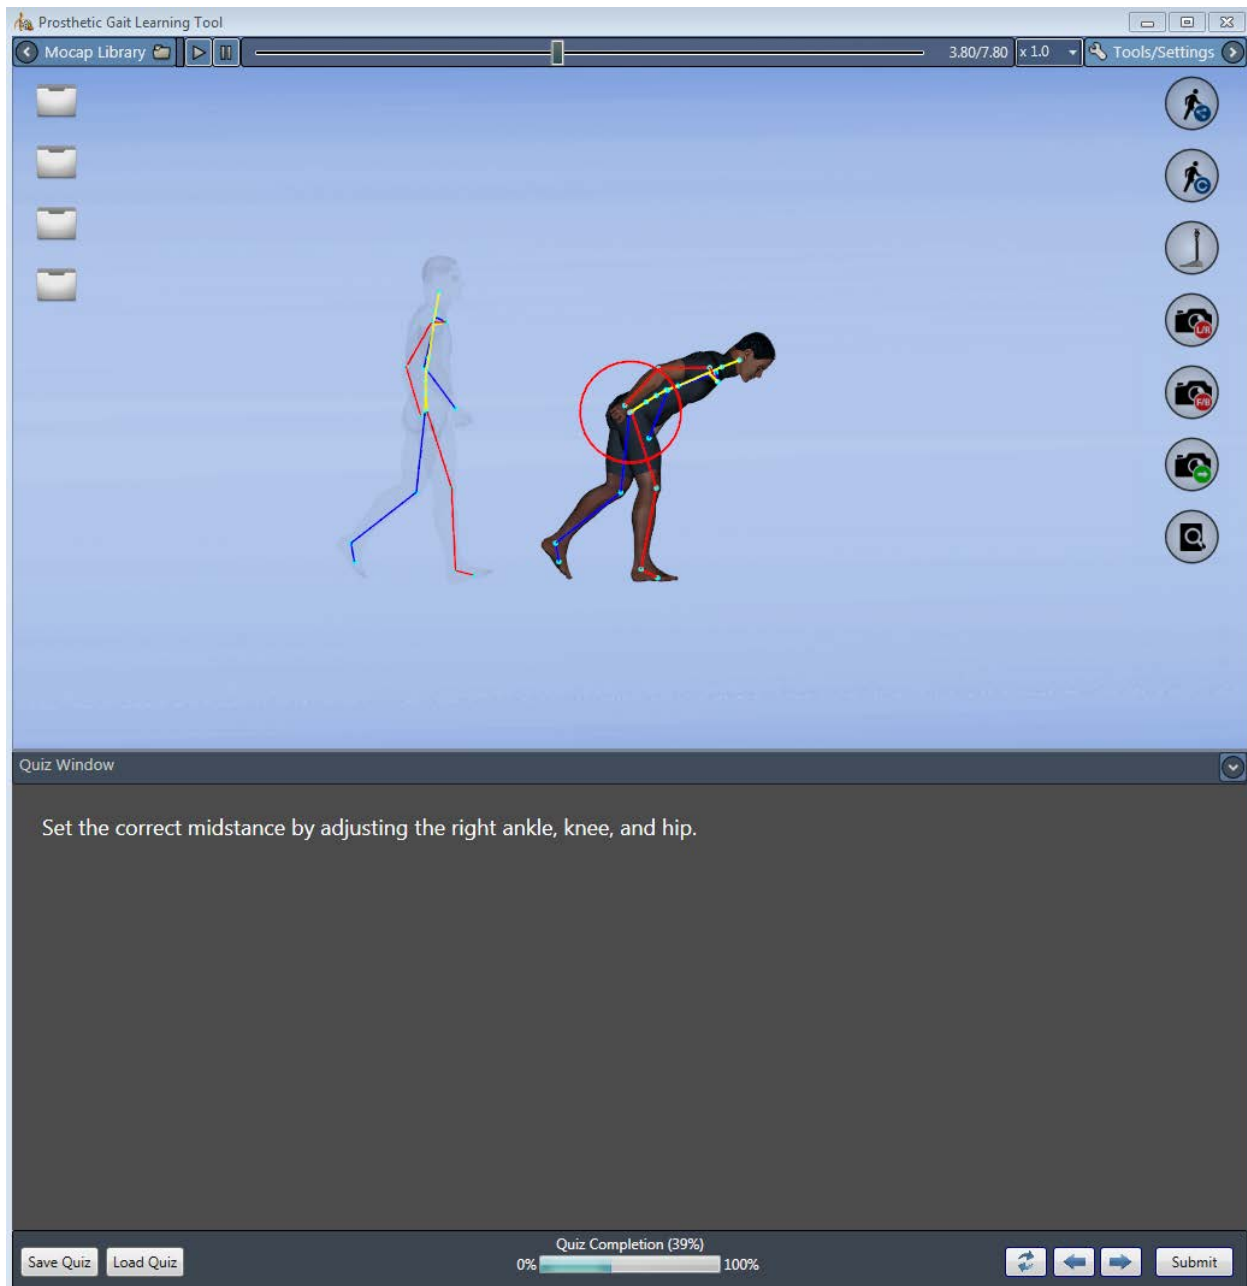 Prosthetic Gait Learning Tool
Mocap Library 3.80/7.80 x 1.0 Tools/Settings
L/R
F/B
Quiz Window
Set the correct midstance by adjusting the right ankle, knee, and hip.
Quiz Completion (39%)
Save Quiz Load Quiz 0% 100% Submit